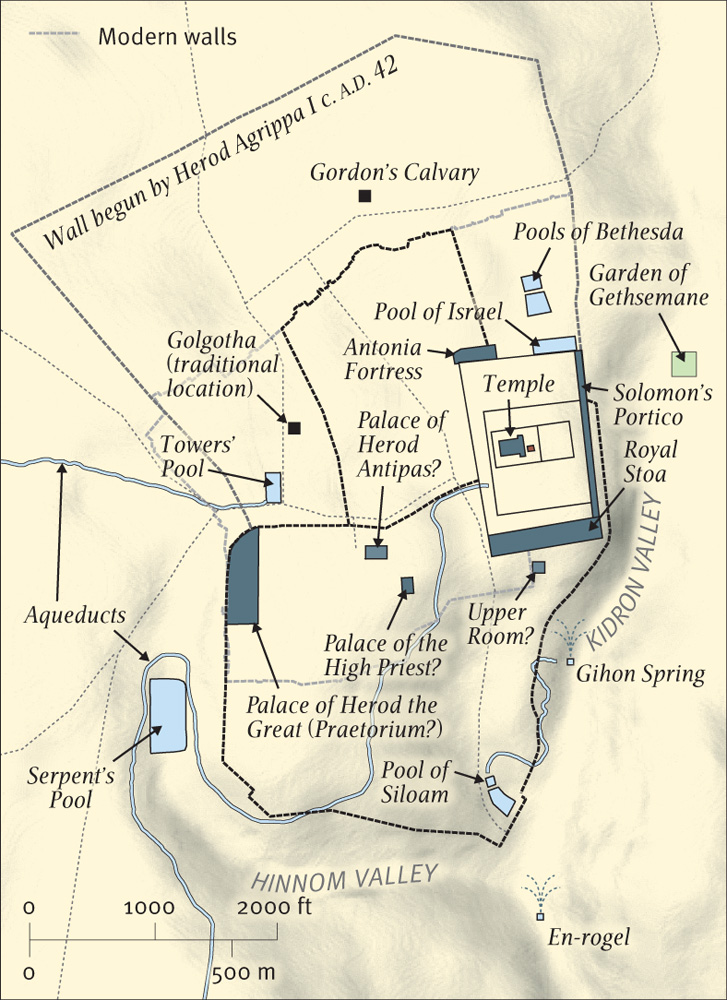 Modern walls
Wall begun by Herod Agrippa I c. A.D. 42
Gordon's Calvary
Pools of Bethesda
Garden of
Gethsemane
Pool of Israel
Golgotha
(traditional
location)
Antonia
Fortress
Temple
Solomon's
Portico
Palace of
Herod
Antipas?
Towers'
Pool
Royal
Stoa
KIDRON VALLEY
Aqueducts
Upper
Room?
Palace of the
High Priest?
Gihon Spring
Palace of Herod the
Great (Praetorium?)
Serpent's
Pool
Pool of
Siloam
HINNOM VALLEY
0 1000 2000 ft
0 500 m
En-rogel